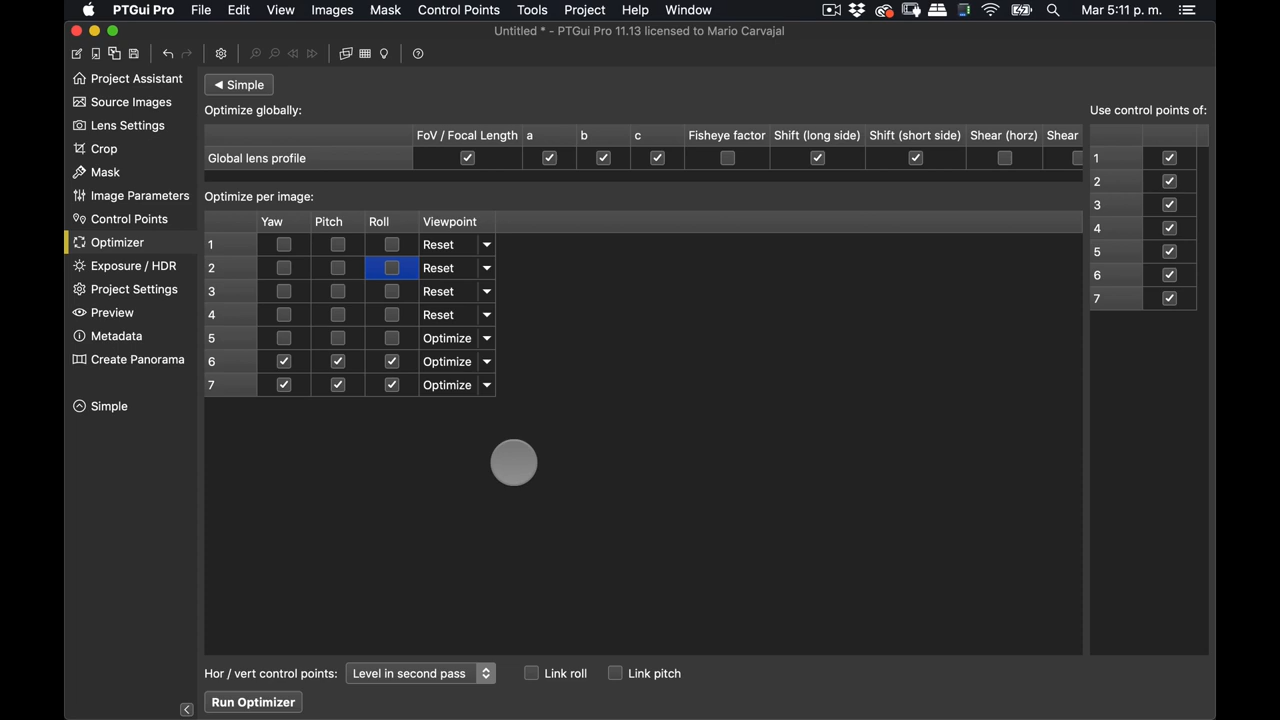 PTGui Pro File Edit View Images Mask Control Points Tools Project Help Window Mar 5:11 p. m.
Untitled * - PTGui Pro 11.13 licensed to Mario Carvajal
Project Assistant
Source Images
Lens Settings
Crop
Mask
Image Parameters
Control Points
Optimizer
Exposure / HDR
Project Settings
Preview
Metadata
Create Panorama
Simple
◀ Simple
Optimize globally:
FoV / Focal Length a b c Fisheye factor Shift (long side) Shift (short side) Shear (horz) Shear
Global lens profile
Optimize per image:
Yaw Pitch Roll Viewpoint
1 Reset
2 Reset
3 Reset
4 Reset
5 Optimize
6 Optimize
7 Optimize
Use control points of:
1
2
3
4
5
6
7
Hor / vert control points: Level in second pass Link roll Link pitch
Run Optimizer